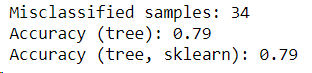 Misclassified samples: 34
Accuracy (tree): 0.79
Accuracy (tree, sklearn): 0.79